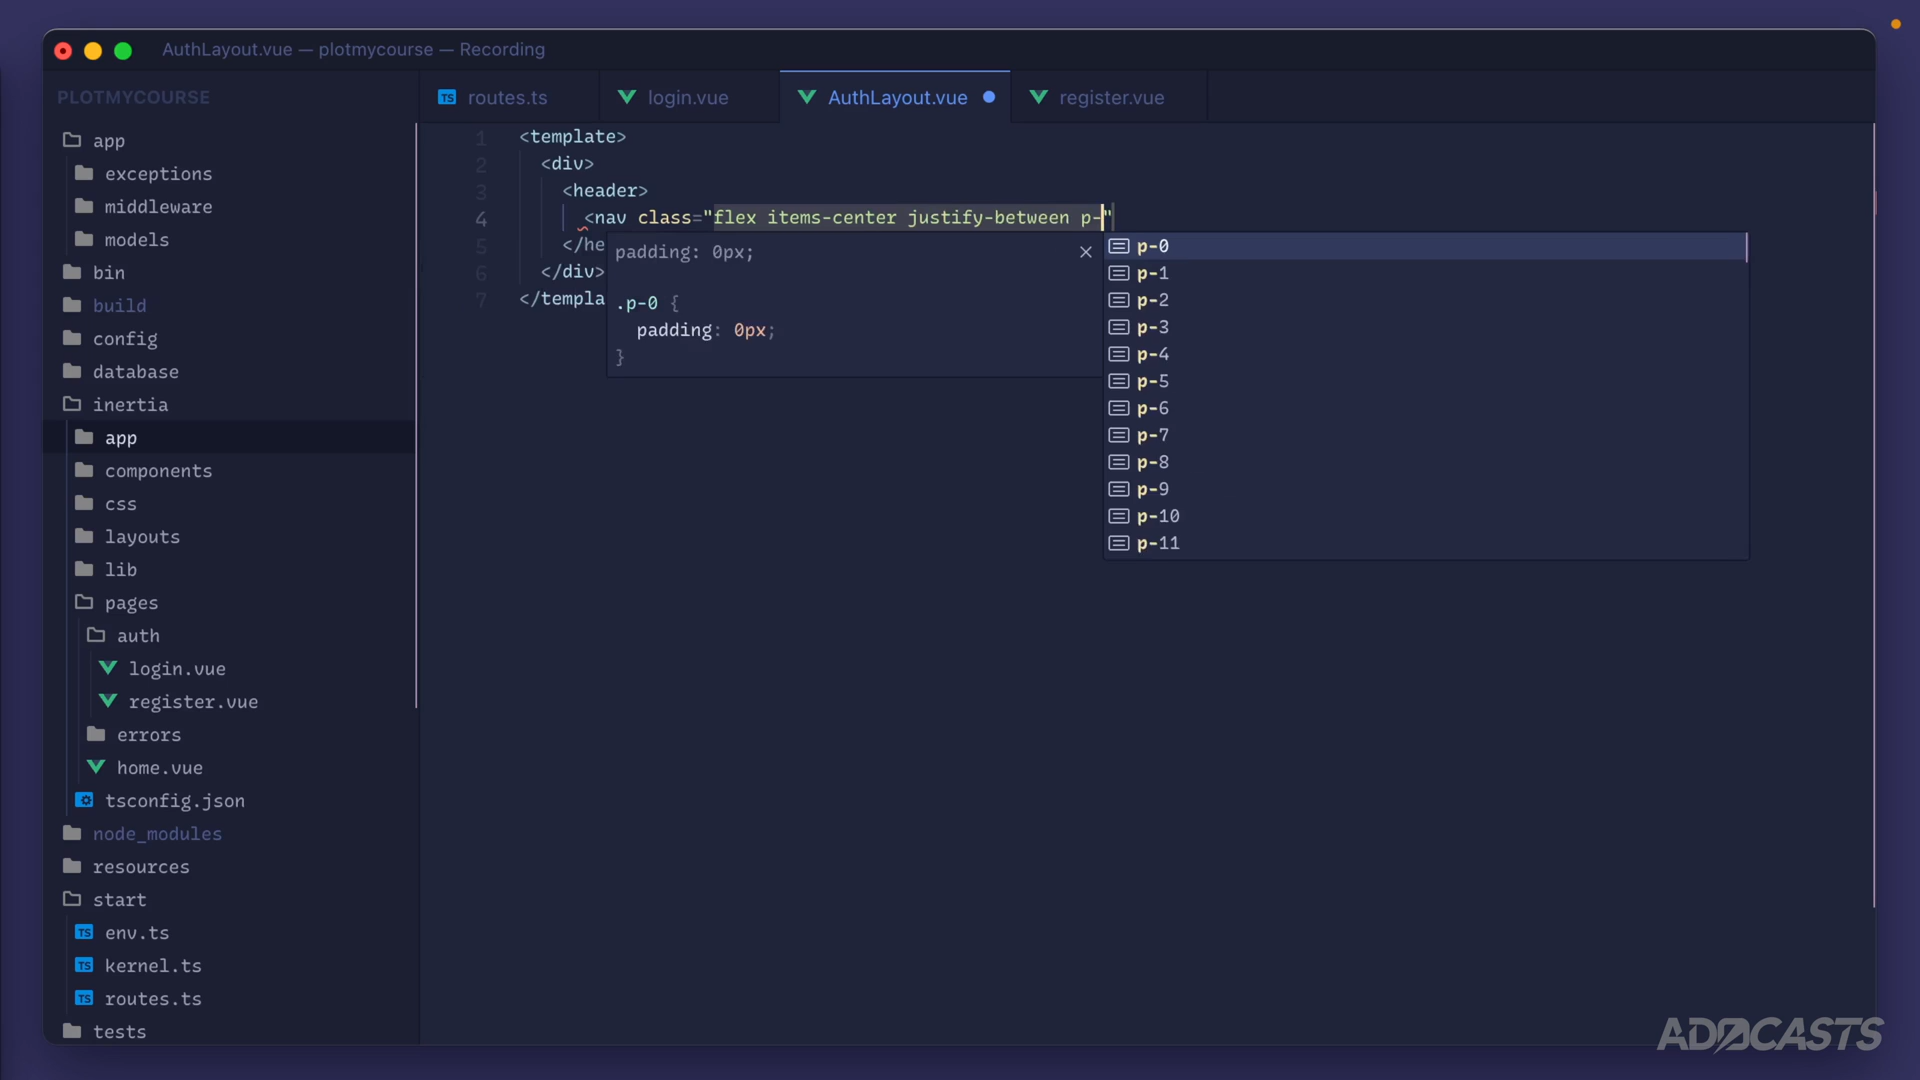 AuthLayout.vue — plotmycourse — Recording
PLOTMYCOURSE
app
exceptions
middleware
models
bin
build
config
database
inertia
app
components
css
layouts
lib
pages
auth
login.vue
register.vue
errors
home.vue
tsconfig.json
node_modules
resources
start
TS env.ts
TS kernel.ts
TS routes.ts
tests
TS routes.ts
login.vue
AuthLayout.vue
register.vue
1 <template>
2 <div>
3 <header>
4 <nav class="flex items-center justify-between p-"
5 </he
6 </div>
7 </templa
padding: 0px;
.p-0 {
padding: 0px;
}
p-0
p-1
p-2
p-3
p-4
p-5
p-6
p-7
p-8
p-9
p-10
p-11
ADOCASTS